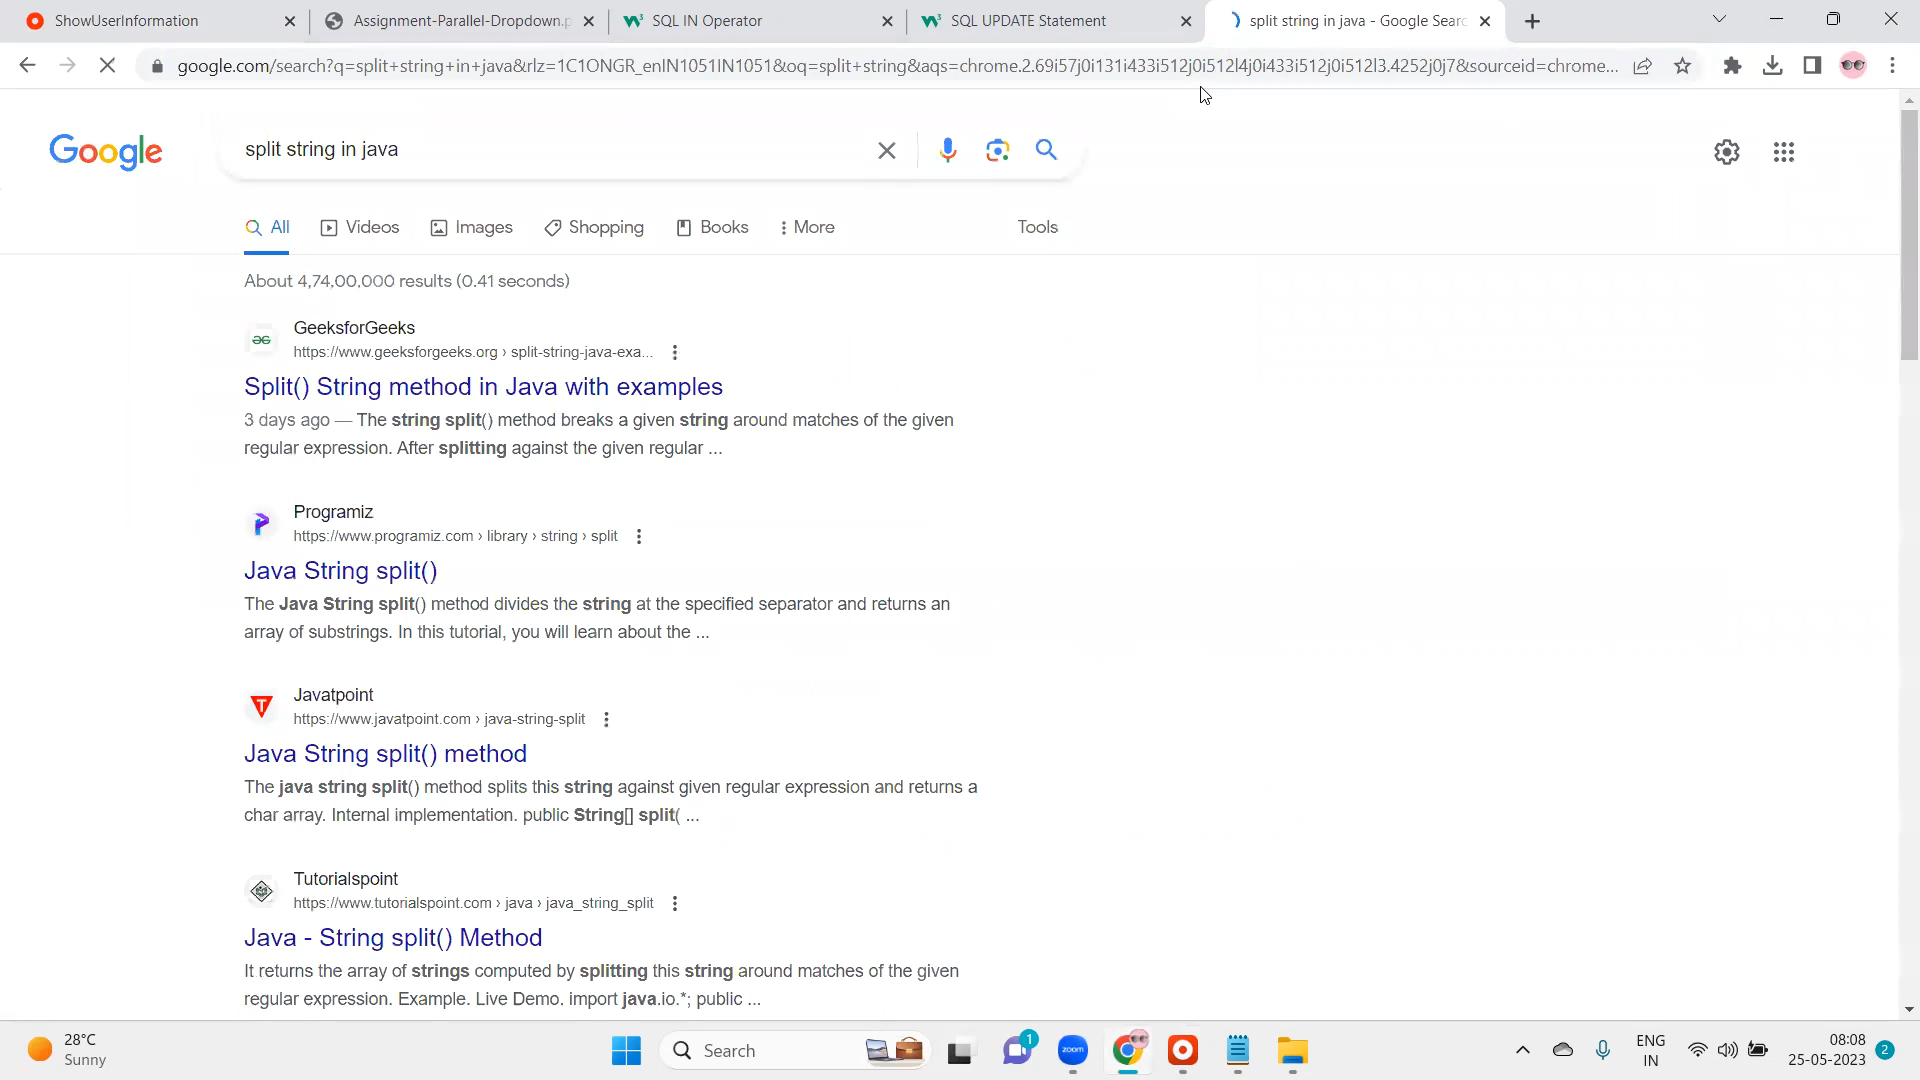 ShowUserInformation
Assignment-Parallel-Dropdown.p
SQL IN Operator
SQL UPDATE Statement
split string in java - Google Searc
google.com/search?q=split+string+in+java&rlz=1C1ONGR_enIN1051IN1051&oq=split+string&aqs=chrome.2.69i57j0i131i433i512j0i512l4j0i433i512j0i512l3.4252j0j7&sourceid=chrome...
Google
split string in java
All
Videos
Images
Shopping
Books
More
Tools
About 4,74,00,000 results (0.41 seconds)
GeeksforGeeks
https://www.geeksforgeeks.org › split-string-java-exa...
Split() String method in Java with examples
3 days ago — The string split() method breaks a given string around matches of the given
regular expression. After splitting against the given regular ...
Programiz
https://www.programiz.com › library › string › split
Java String split()
The Java String split() method divides the string at the specified separator and returns an
array of substrings. In this tutorial, you will learn about the ...
Javatpoint
https://www.javatpoint.com › java-string-split
Java String split() method
The java string split() method splits this string against given regular expression and returns a
char array. Internal implementation. public String[] split( ...
Tutorialspoint
https://www.tutorialspoint.com › java › java_string_split
Java - String split() Method
It returns the array of strings computed by splitting this string around matches of the given
regular expression. Example. Live Demo. import java.io.*; public ...
28°C
Sunny
Search
1
zoom
ENG
IN
08:08
25-05-2023
2